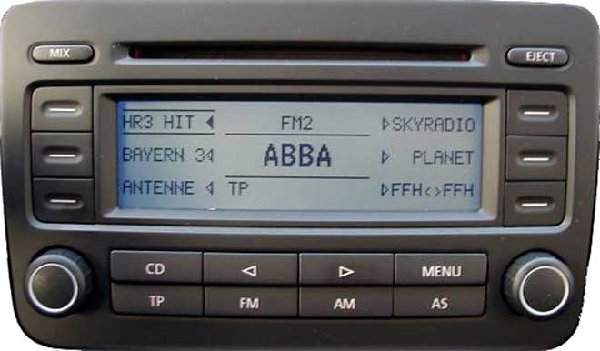 MIX
EJECT
HR3 HIT FM2 SKYRADIO
BAYERN 3 ABBA PLANET
ANTENNE TP FFH<>FFH
CD MENU
TP FM AM AS